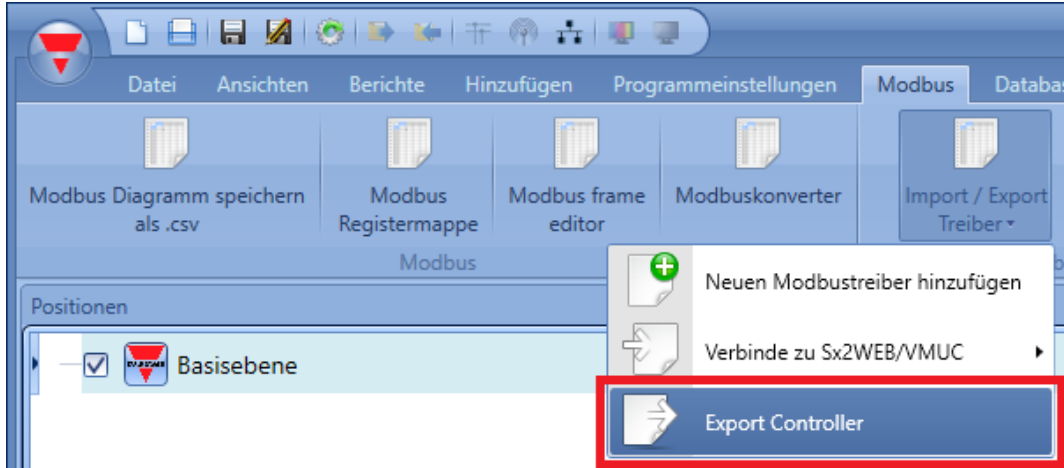 Datei Ansichten Berichte Hinzufügen Programmeinstellungen Modbus Databas
Modbus Diagramm speichern
als .csv
Modbus
Registermappe
Modbus frame
editor
Modbuskonverter
Import / Export
Treiber
Modbus
Positionen
Basisebene
Neuen Modbustreiber hinzufügen
Verbinde zu Sx2WEB/VMUC
Export Controller